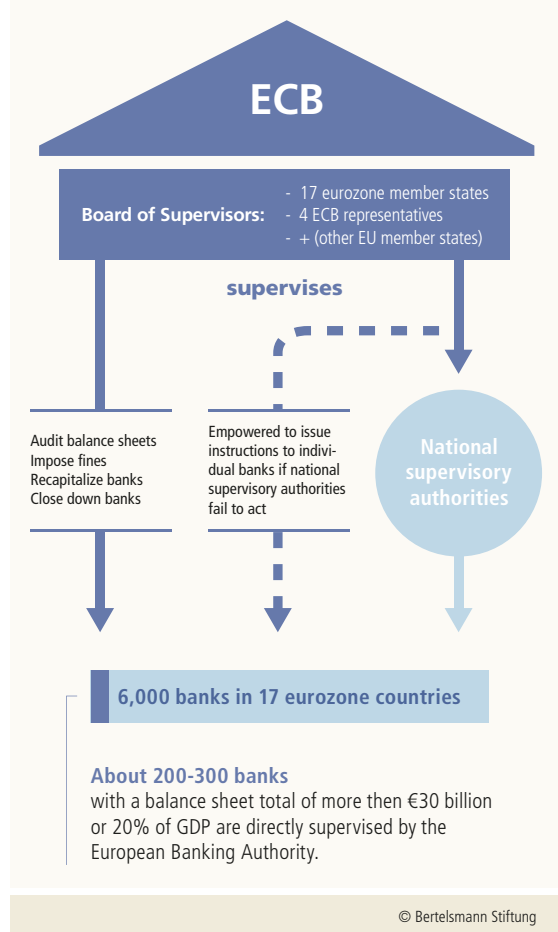 ECB
Board of Supervisors:
- 17 eurozone member states
- 4 ECB representatives
- + (other EU member states)
supervises
Audit balance sheets
Impose fines
Recapitalize banks
Close down banks
Empowered to issue
instructions to indivi-
dual banks if national
supervisory authorities
fail to act
National
supervisory
authorities
6,000 banks in 17 eurozone countries
About 200-300 banks
with a balance sheet total of more then €30 billion
or 20% of GDP are directly supervised by the
European Banking Authority.
© Bertelsmann Stiftung